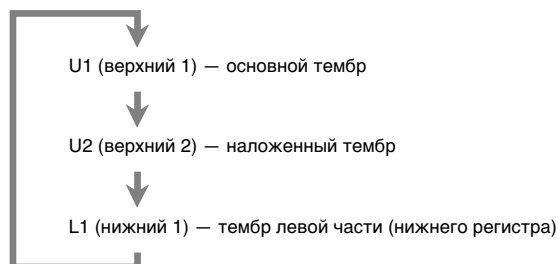 U1 (верхний 1) — основной тембр
U2 (верхний 2) — наложенный тембр
L1 (нижний 1) — тембр левой части (нижнего регистра)